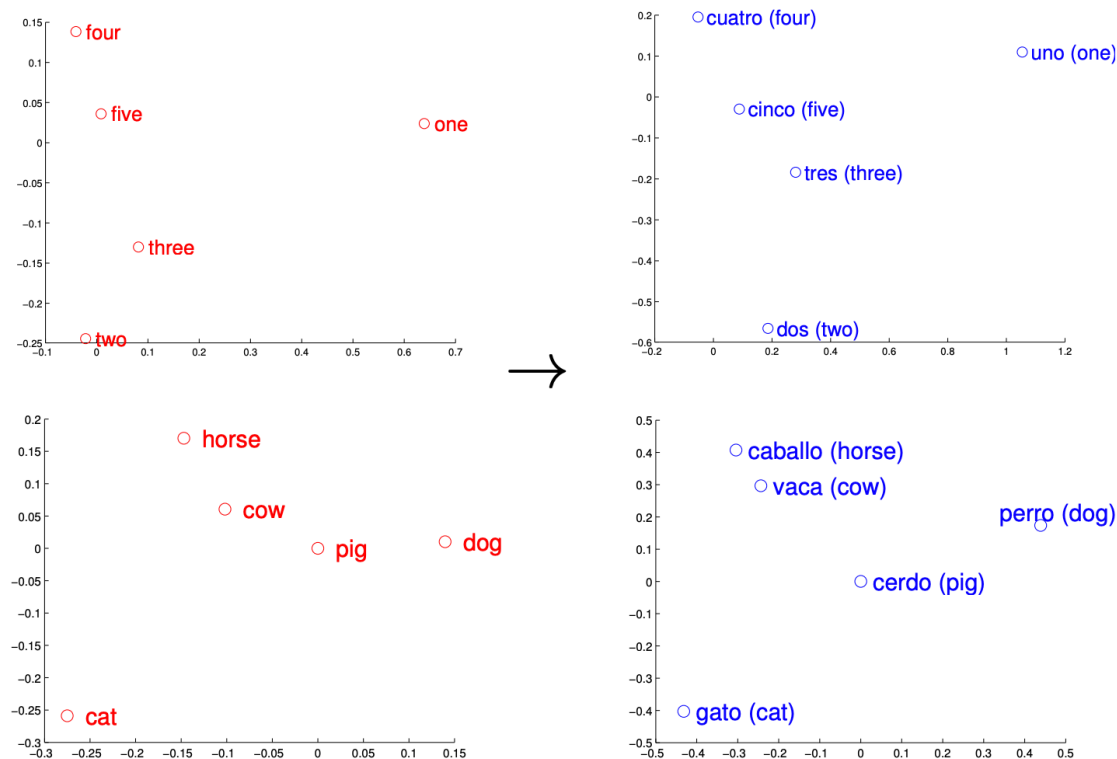 0.15
four
0.1
0.05
five
one
0
−0.05
−0.1
three
−0.15
−0.2
two
−0.25
−0.1 0 0.1 0.2 0.3 0.4 0.5 0.6 0.7
0.2
cuatro (four)
0.1
uno (one)
0
cinco (five)
−0.1
tres (three)
−0.2
−0.3
−0.4
−0.5
dos (two)
−0.6
−0.2 0 0.2 0.4 0.6 0.8 1 1.2
→
0.2
horse
0.15
0.1
cow
0.05
dog
pig
0
−0.05
−0.1
−0.15
−0.2
cat
−0.25
−0.3
−0.3 −0.25 −0.2 −0.15 −0.1 −0.05 0 0.05 0.1 0.15
0.5
caballo (horse)
0.4
vaca (cow)
0.3
perro (dog)
0.2
0.1
cerdo (pig)
0
−0.1
−0.2
−0.3
gato (cat)
−0.4
−0.5
−0.5 −0.4 −0.3 −0.2 −0.1 0 0.1 0.2 0.3 0.4 0.5